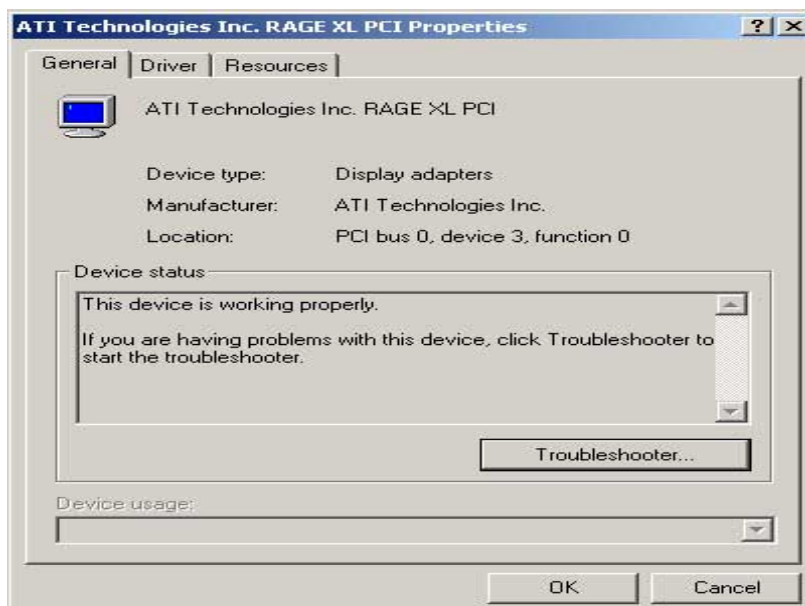 ATI Technologies Inc. RAGE XL PCI Properties
General Driver Resources
ATI Technologies Inc. RAGE XL PCI
Device type: Display adapters
Manufacturer: ATI Technologies Inc.
Location: PCI bus 0, device 3, function 0
Device status
This device is working properly.
If you are having problems with this device, click Troubleshooter to
start the troubleshooter.
Troubleshooter...
Device usage:
OK Cancel